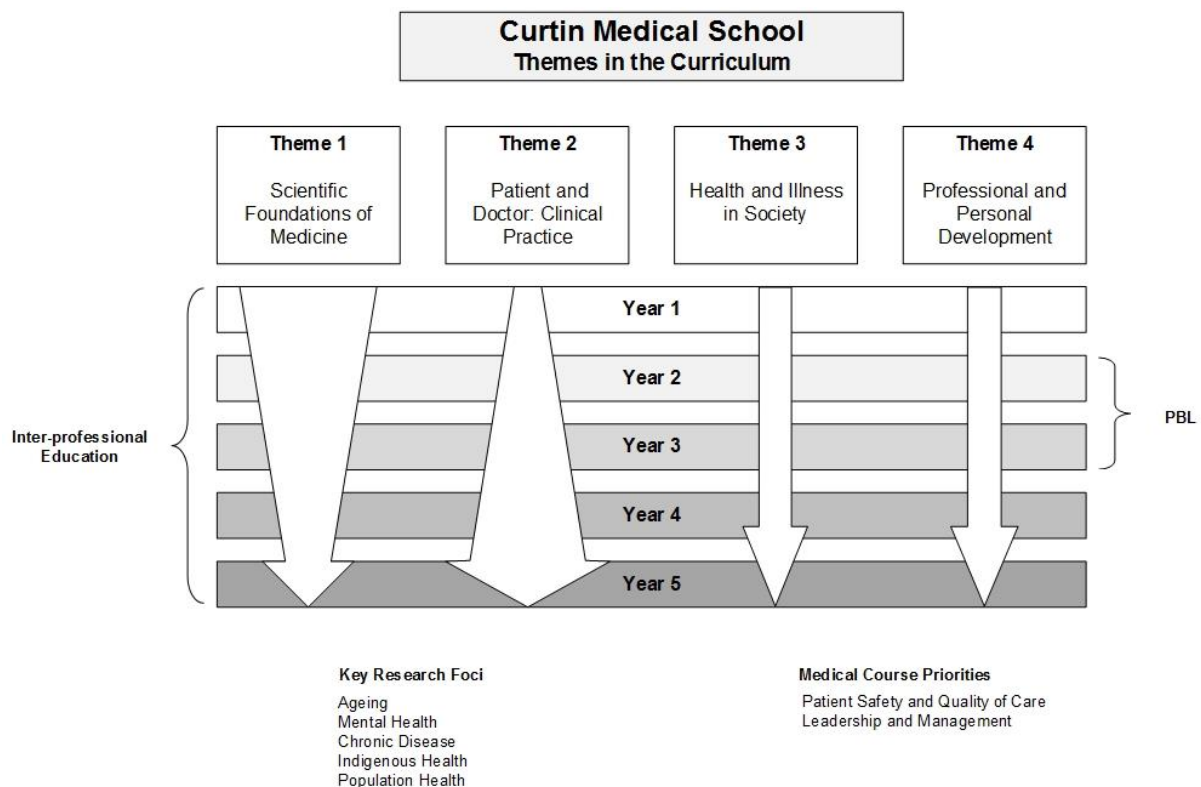 Curtin Medical School
Themes in the Curriculum
Theme 1
Scientific
Foundations of
Medicine
Theme 2
Patient and
Doctor: Clinical
Practice
Theme 3
Health and Illness
in Society
Theme 4
Professional and
Personal
Development
Year 1
Year 2
Year 3
Year 4
Year 5
Inter-professional
Education
PBL
Key Research Foci
Ageing
Mental Health
Chronic Disease
Indigenous Health
Population Health
Medical Course Priorities
Patient Safety and Quality of Care
Leadership and Management